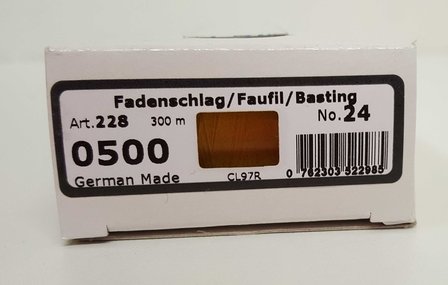 Fadenschlag/Faufil/Basting
Art.228 300 m No.24
0500
German Made CL97R 0 762303 522985